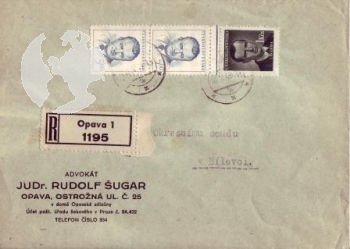 R
Opava 1
1195
Okresnímu soudu
v Bílovci.
ADVOKÁT
JUDr. RUDOLF ŠUGAR
OPAVA, OSTROŽNÁ UL. Č. 25
v domě Opavské záložny
Účet pošt. úřadu šekového v Praze č. 84.402
TELEFON ČÍSLO 304